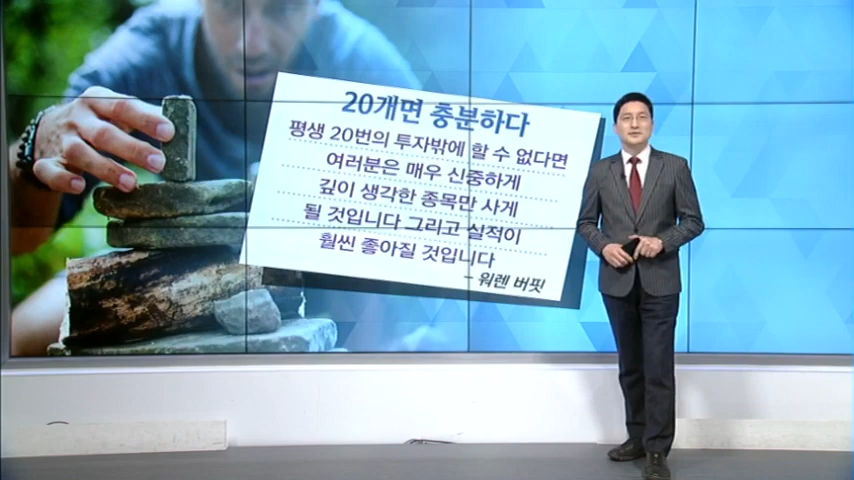 20개면 충분하다
평생 20번의 투자밖에 할 수 없다면
여러분은 매우 신중하게
깊이 생각한 종목만 사게
될 것입니다 그리고 실적이
훨씬 좋아질 것입니다
- 워렌 버핏